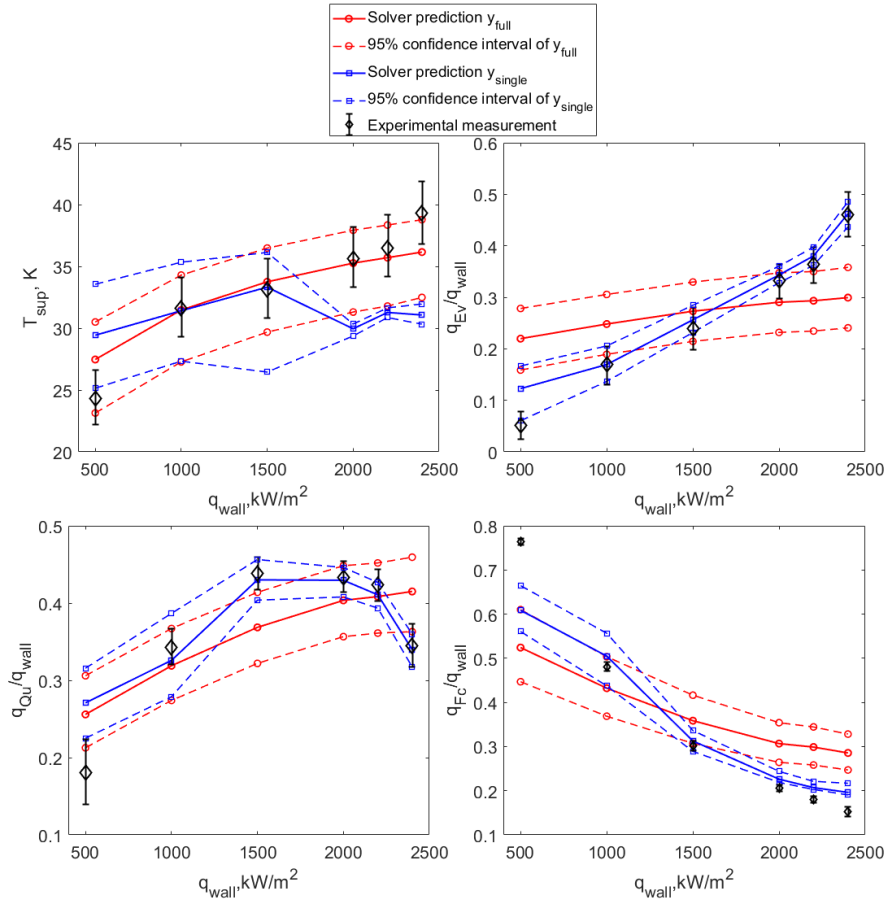 Solver prediction y_full
95% confidence interval of y_full
Solver prediction y_single
95% confidence interval of y_single
Experimental measurement
45
40
35
30
25
20
T_sup, K
500 1000 1500 2000 2500
q_wall,kW/m²
0.6
0.5
0.4
0.3
0.2
0.1
0
q_Ev/q_wall
500 1000 1500 2000 2500
q_wall,kW/m²
0.5
0.4
0.3
0.2
0.1
q_Qu/q_wall
500 1000 1500 2000 2500
q_wall,kW/m²
0.8
0.7
0.6
0.5
0.4
0.3
0.2
0.1
q_Fc/q_wall
500 1000 1500 2000 2500
q_wall,kW/m²